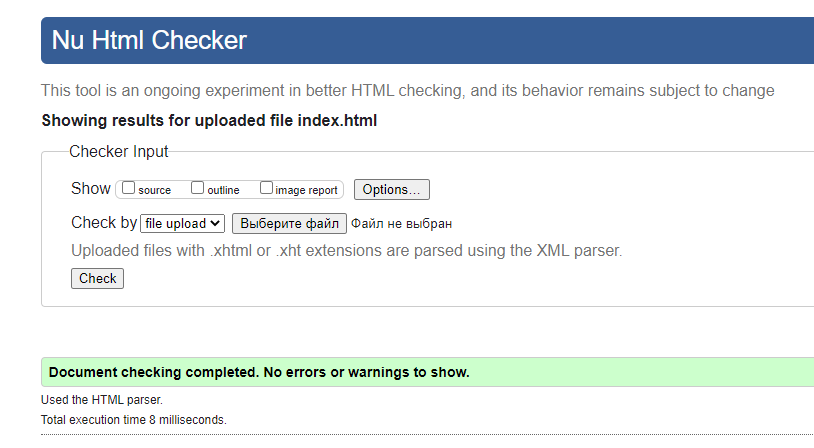 Nu Html Checker
This tool is an ongoing experiment in better HTML checking, and its behavior remains subject to change
Showing results for uploaded file index.html
Checker Input
Show source outline image report Options...
Check by file upload Выберите файл Файл не выбран
Uploaded files with .xhtml or .xht extensions are parsed using the XML parser.
Check
Document checking completed. No errors or warnings to show.
Used the HTML parser.
Total execution time 8 milliseconds.